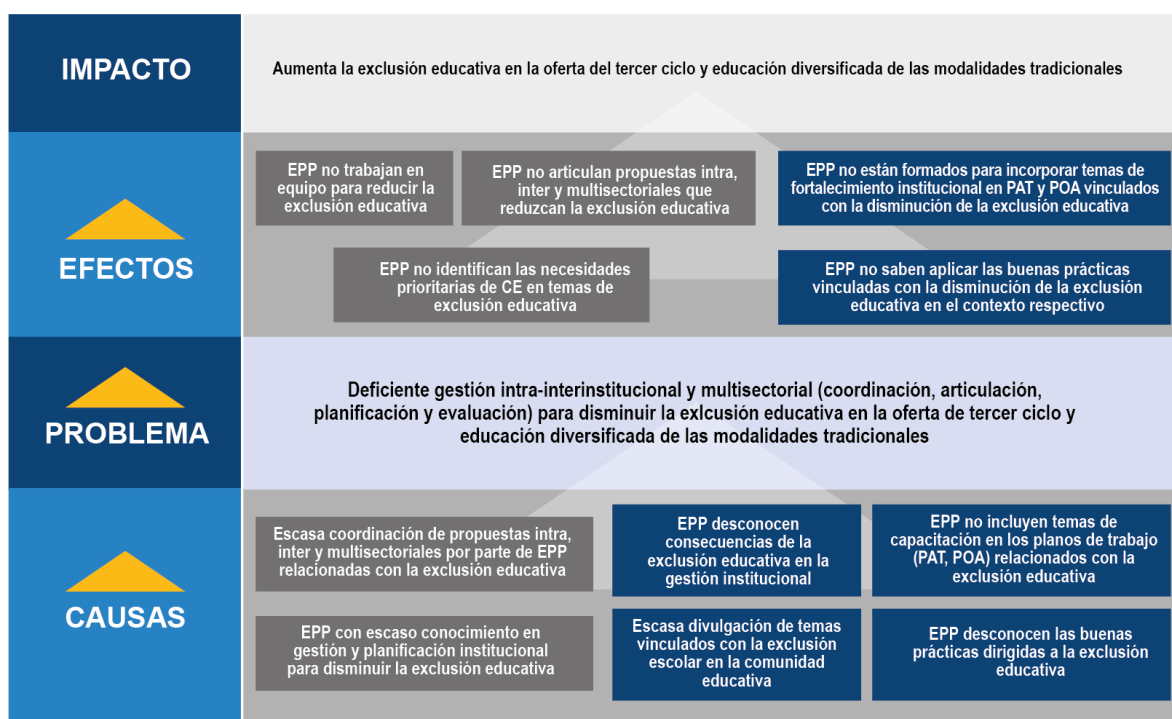 IMPACTO
Aumenta la exclusión educativa en la oferta del tercer ciclo y educación diversificada de las modalidades tradicionales
EFECTOS
EPP no trabajan en
equipo para reducir la
exclusión educativa
EPP no articulan propuestas intra,
inter y multisectoriales que
reduzcan la exclusión educativa
EPP no están formados para incorporar temas de
fortalecimiento institucional en PAT y POA vinculados
con la disminución de la exclusión educativa
EPP no identifican las necesidades
prioritarias de CE en temas de
exclusión educativa
EPP no saben aplicar las buenas prácticas
vinculadas con la disminución de la exclusión
educativa en el contexto respectivo
PROBLEMA
Deficiente gestión intra-interinstitucional y multisectorial (coordinación, articulación,
planificación y evaluación) para disminuir la exlcusión educativa en la oferta de tercer ciclo y
educación diversificada de las modalidades tradicionales
CAUSAS
Escasa coordinación de propuestas intra,
inter y multisectoriales por parte de EPP
relacionadas con la exclusión educativa
EPP desconocen
consecuencias de la
exclusión educativa en la
gestión institucional
EPP no incluyen temas de
capacitación en los planos de trabajo
(PAT, POA) relacionados con la
exclusión educativa
EPP con escaso conocimiento en
gestión y planificación institucional
para disminuir la exclusión educativa
Escasa divulgación de temas
vinculados con la exclusión
escolar en la comunidad
educativa
EPP desconocen las buenas
prácticas dirigidas a la exclusión
educativa